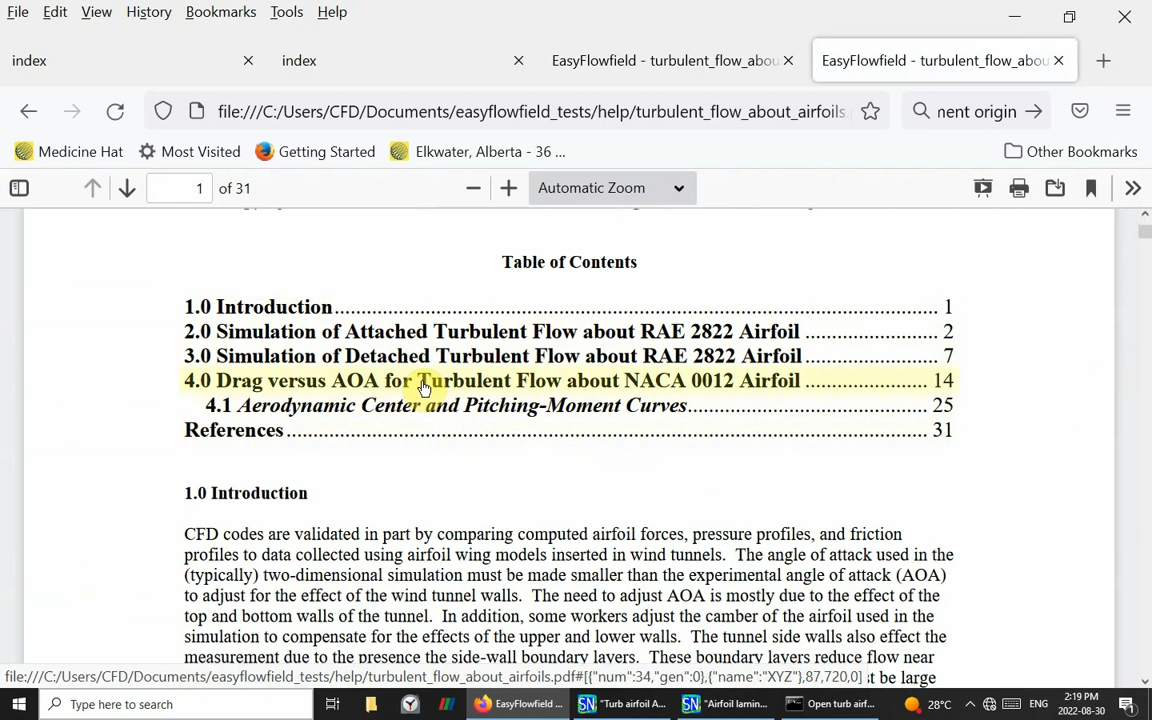 File Edit View History Bookmarks Tools Help
index
index
EasyFlowfield - turbulent_flow_abou
EasyFlowfield - turbulent_flow_abou
file:///C:/Users/CFD/Documents/easyflowfield_tests/help/turbulent_flow_about_airfoils.
nent origin
Medicine Hat
Most Visited
Getting Started
Elkwater, Alberta - 36 ...
Other Bookmarks
1 of 31
Automatic Zoom
Table of Contents
1.0 Introduction 1
2.0 Simulation of Attached Turbulent Flow about RAE 2822 Airfoil 2
3.0 Simulation of Detached Turbulent Flow about RAE 2822 Airfoil 7
4.0 Drag versus AOA for Turbulent Flow about NACA 0012 Airfoil 14
4.1 Aerodynamic Center and Pitching-Moment Curves 25
References 31
1.0 Introduction
CFD codes are validated in part by comparing computed airfoil forces, pressure profiles, and friction
profiles to data collected using airfoil wing models inserted in wind tunnels. The angle of attack used in the
(typically) two-dimensional simulation must be made smaller than the experimental angle of attack (AOA)
to adjust for the effect of the wind tunnel walls. The need to adjust AOA is mostly due to the effect of the
top and bottom walls of the tunnel. In addition, some workers adjust the camber of the airfoil used in the
simulation to compensate for the effects of the upper and lower walls. The tunnel side walls also effect the
measurement due to the presence the side-wall boundary layers. These boundary layers reduce flow near
file:///C:/Users/CFD/Documents/easyflowfield_tests/help/turbulent_flow_about_airfoils.pdf#[{"num":34,"gen":0},{"name":"XYZ"},87,720,0]
t be large
Type here to search
EasyFlowfield ...
"Turb airfoil A...
"Airfoil lamin...
Open turb airf...
28°C
ENG
2:19 PM
2022-08-30
1